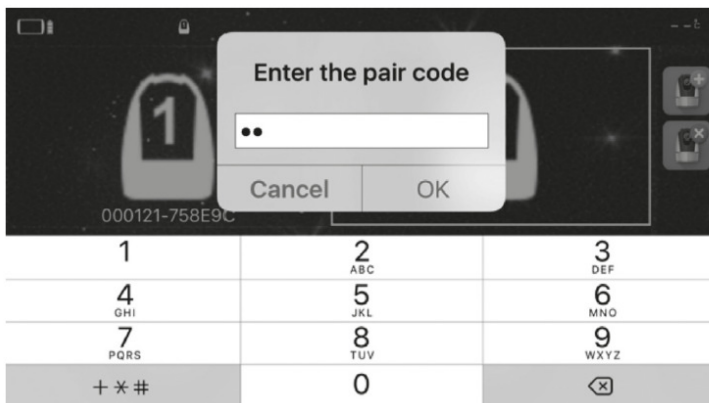 Enter the pair code
1
••
Cancel OK
000121-758E9C
1 2 3
ABC DEF
4 5 6
GHI JKL MNO
7 8 9
PQRS TUV WXYZ
+*# 0